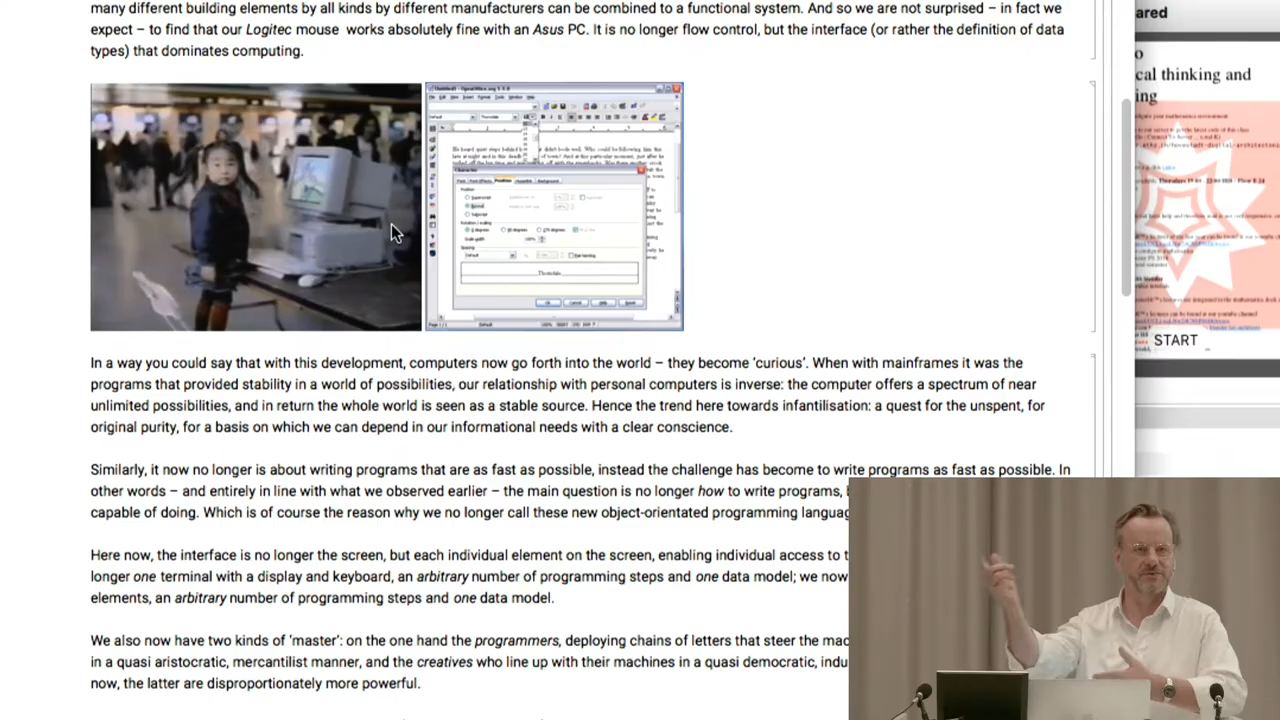 many different building elements by all kinds by different manufacturers can be combined to a functional system. And so we are not surprised – in fact we
expect – to find that our Logitec mouse works absolutely fine with an Asus PC. It is no longer flow control, but the interface (or rather the definition of data
types) that dominates computing.
ared
o
cal thinking and
ing
START
In a way you could say that with this development, computers now go forth into the world – they become 'curious'. When with mainframes it was the
programs that provided stability in a world of possibilities, our relationship with personal computers is inverse: the computer offers a spectrum of near
unlimited possibilities, and in return the whole world is seen as a stable source. Hence the trend here towards infantilisation: a quest for the unspent, for
original purity, for a basis on which we can depend in our informational needs with a clear conscience.
Similarly, it now no longer is about writing programs that are as fast as possible, instead the challenge has become to write programs as fast as possible. In
other words – and entirely in line with what we observed earlier – the main question is no longer how to write programs,
capable of doing. Which is of course the reason why we no longer call these new object-orientated programming languag
Here now, the interface is no longer the screen, but each individual element on the screen, enabling individual access to t
longer one terminal with a display and keyboard, an arbitrary number of programming steps and one data model; we now
elements, an arbitrary number of programming steps and one data model.
We also now have two kinds of 'master': on the one hand the programmers, deploying chains of letters that steer the mac
in a quasi aristocratic, mercantilist manner, and the creatives who line up with their machines in a quasi democratic, indu
now, the latter are disproportionately more powerful.